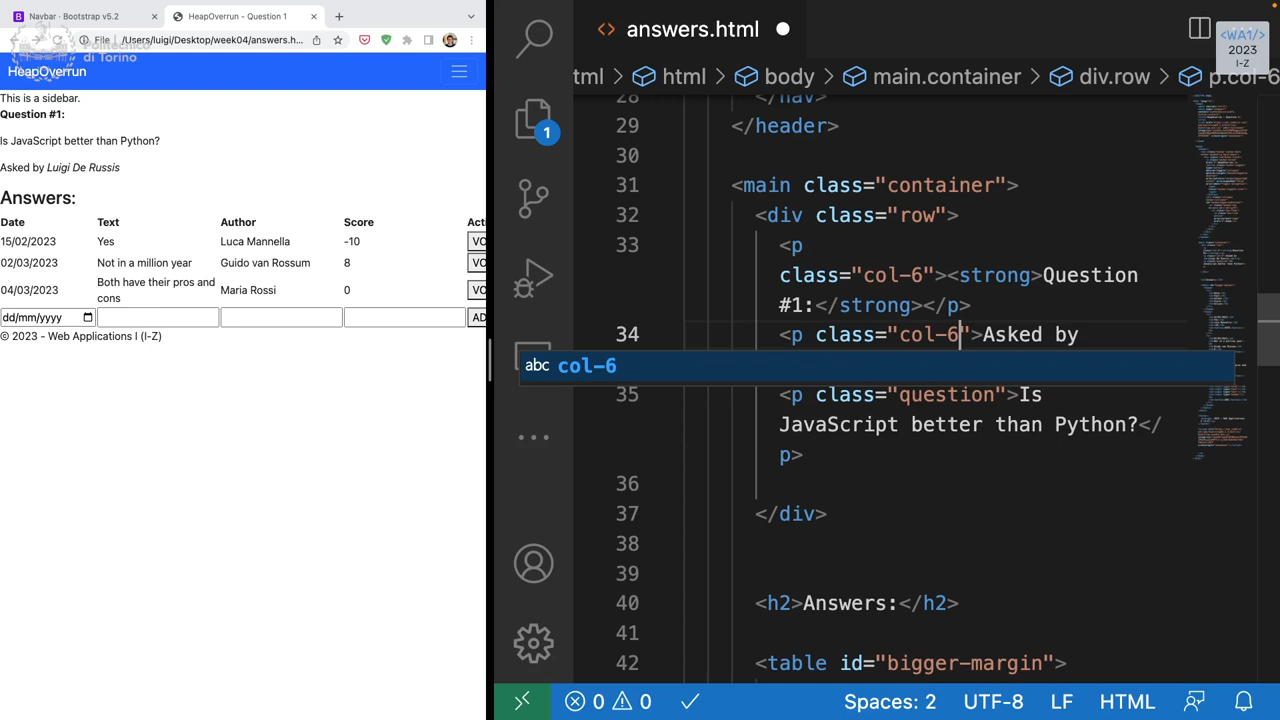 Navbar · Bootstrap v5.2
HeapOverrun - Question 1
File
/Users/luigi/Desktop/week04/answers.h...
Politecnico
di Torino
HeapOverrun
This is a sidebar.
Question #1:
Is JavaScript better than Python?
Asked by Luigi De Russis
Answers:
Date Text Author Score Acti
15/02/2023 Yes Luca Mannella -10 VO
02/03/2023 Not in a million year Guido van Rossum 8 VO
04/03/2023 Both have their pros and cons Maria Rossi 0 VO
dd/mm/yyyy AD
© 2023 - Web Applications I (I-Z)
answers.html
<WA1/>
2023
I-Z
tml > html > body > main.container > div.row > p.col-6
1
28 </nav>
29 </header>
30
31 <main class="container">
32 <div class="row">
33 <p
class="col-6"><strong>Question
#1:</strong></p>
34 <p class="col-6">Asked by
abc col-6
35 <p class="question">Is
JavaScript better than Python?</
p>
36
37 </div>
38
39
40 <h2>Answers:</h2>
41
42 <table id="bigger-margin">
0 0 Spaces: 2 UTF-8 LF HTML